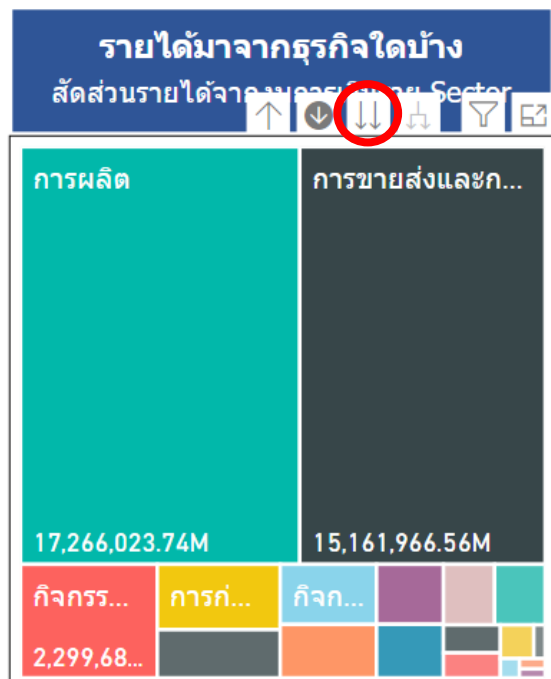 รายได้มาจากธุรกิจใดบ้าง
สัดส่วนรายได้จาก Sector
การผลิต
การขายส่งและก...
17,266,023.74M
15,161,966.56M
กิจกรร...
การก่...
กิจก...
2,299,68...